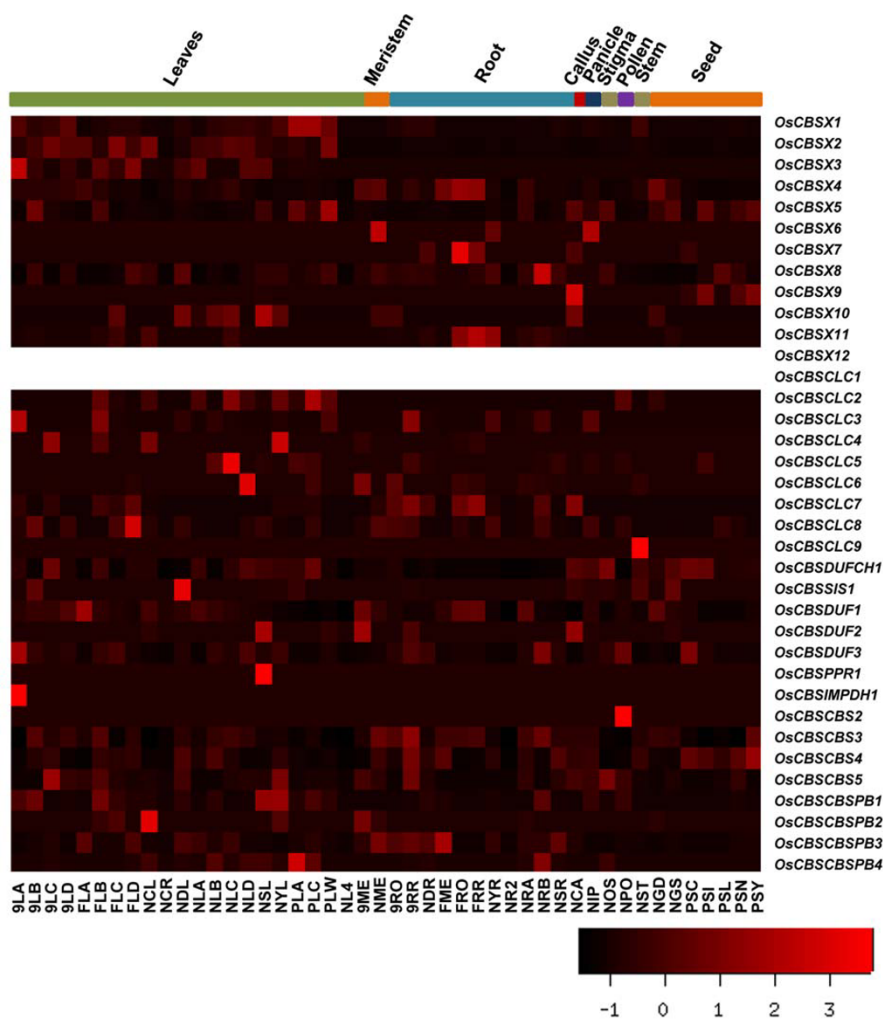 Leaves
Meristem
Root
Callus
Panicle
Stigma
Pollen
Stem
Seed
OsCBSX1
OsCBSX2
OsCBSX3
OsCBSX4
OsCBSX5
OsCBSX6
OsCBSX7
OsCBSX8
OsCBSX9
OsCBSX10
OsCBSX11
OsCBSX12
OsCBSCLC1
OsCBSCLC2
OsCBSCLC3
OsCBSCLC4
OsCBSCLC5
OsCBSCLC6
OsCBSCLC7
OsCBSCLC8
OsCBSCLC9
OsCBSDUFCH1
OsCBSSIS1
OsCBSDUF1
OsCBSDUF2
OsCBSDUF3
OsCBSPPR1
OsCBSIMPDH1
OsCBSCBS2
OsCBSCBS3
OsCBSCBS4
OsCBSCBS5
OsCBSCBSPB1
OsCBSCBSPB2
OsCBSCBSPB3
OsCBSCBSPB4
9LA
9LB
9LC
9LD
FLA
FLB
FLC
FLD
NCL
NCR
NDL
NLA
NLB
NLC
NLD
NSL
NYL
PLA
PLC
PLW
NL4
9ME
NME
9RO
9RR
NDR
FME
FRO
FRR
NYR
NR2
NRA
NRB
NSR
NCA
NIP
NOS
NPO
NST
NGD
NGS
PSC
PSI
PSL
PSN
PSY
-1 0 1 2 3